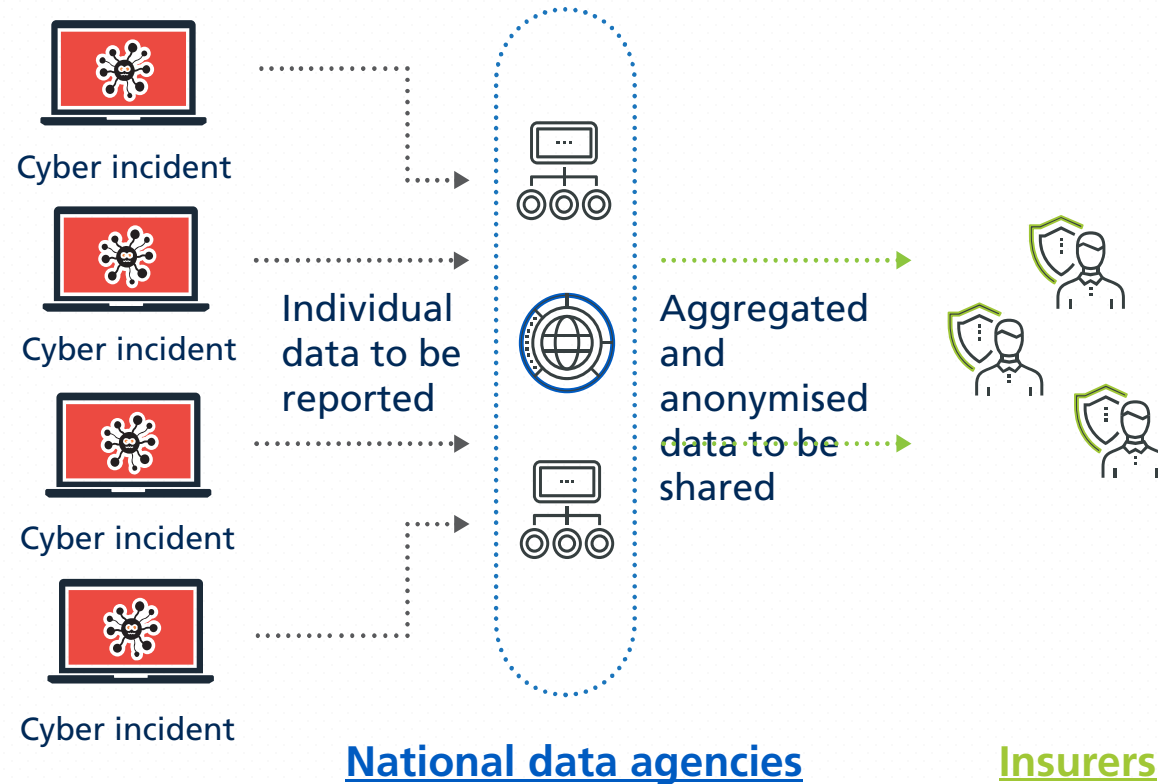 Cyber incident
Cyber incident
Cyber incident
Cyber incident
Individual
data to be
reported
Aggregated
and
anonymised
data to be
shared
National data agencies
Insurers